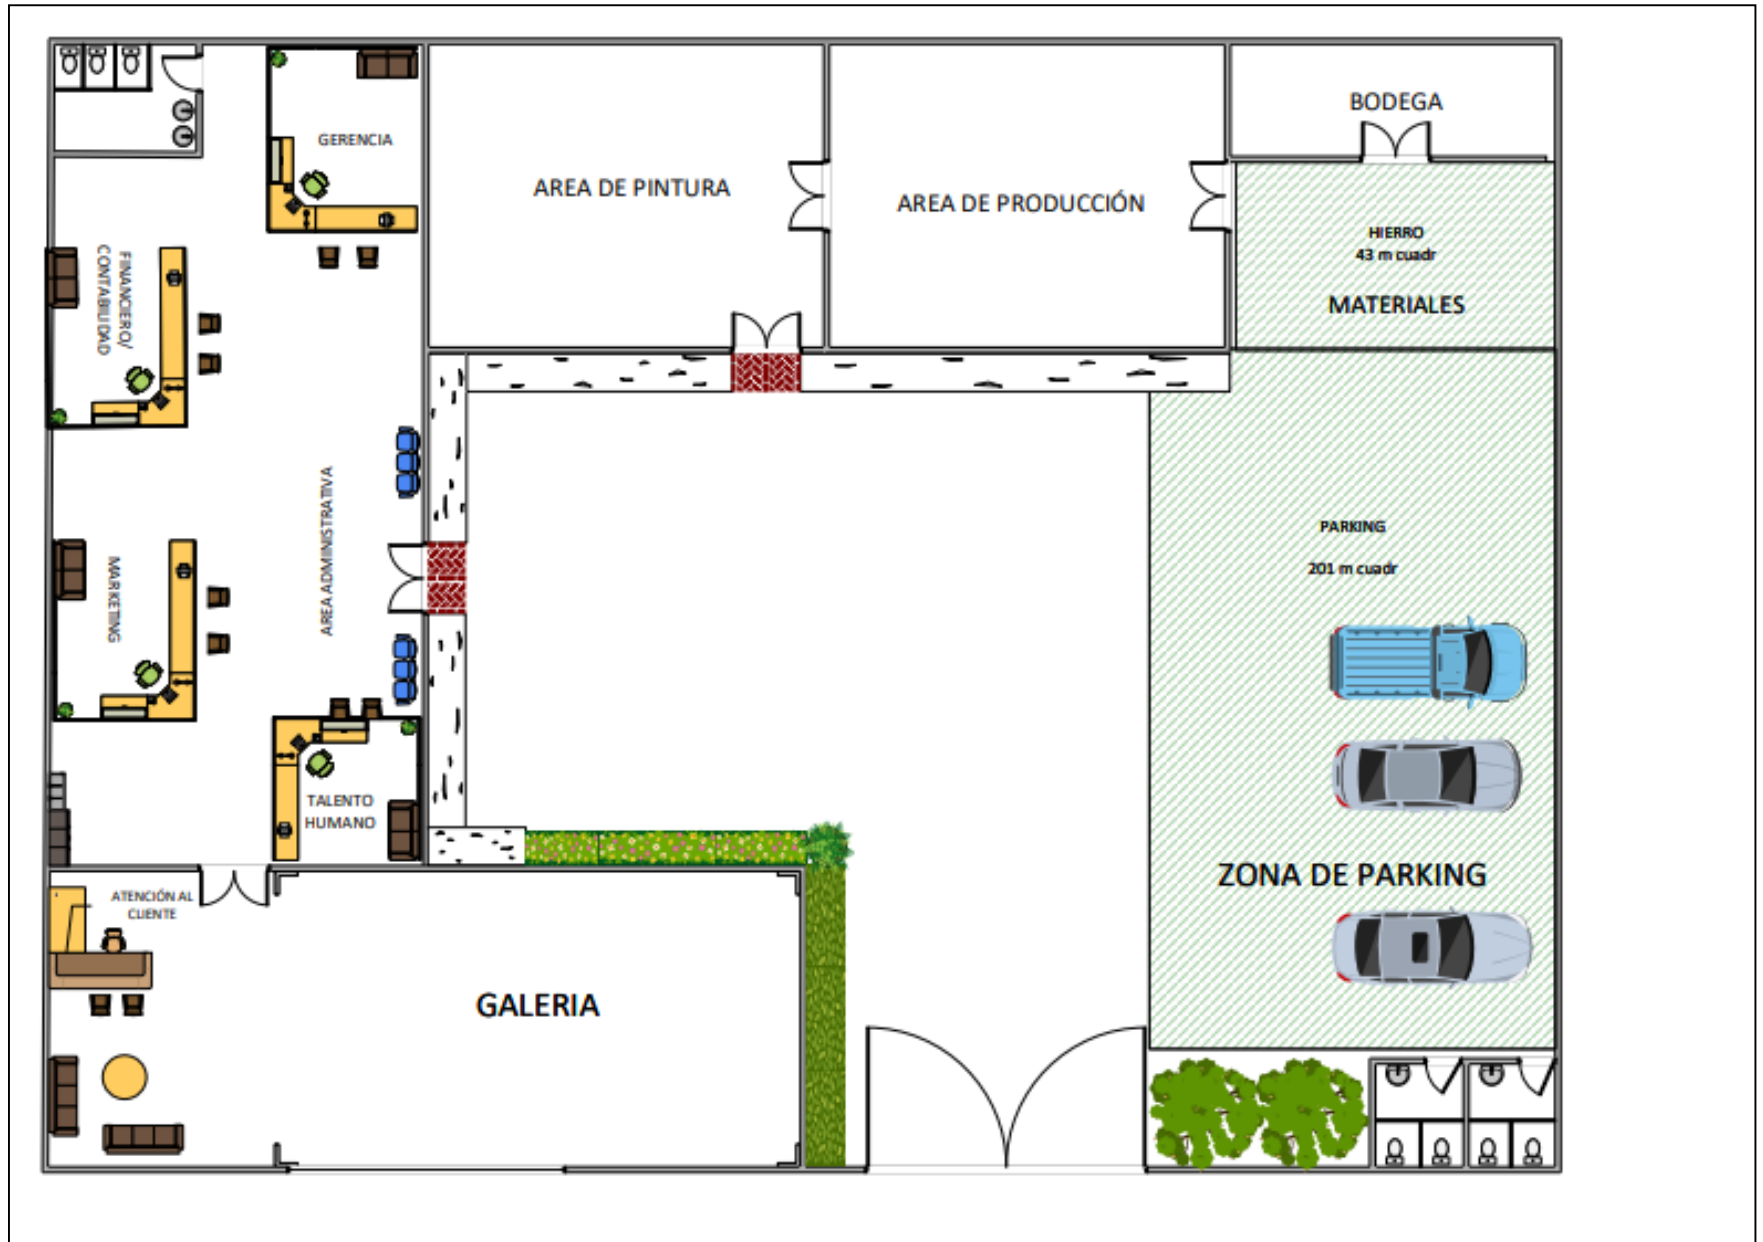 BODEGA
GERENCIA
AREA DE PINTURA
AREA DE PRODUCCIÓN
HIERRO
43 m cuadr
MATERIALES
FINANCIERO/
CONTABILIDAD
AREA ADMINISTRATIVA
MARKETING
PARKING
201 m cuadr
TALENTO
HUMANO
ZONA DE PARKING
ATENCIÓN AL
CLIENTE
GALERIA